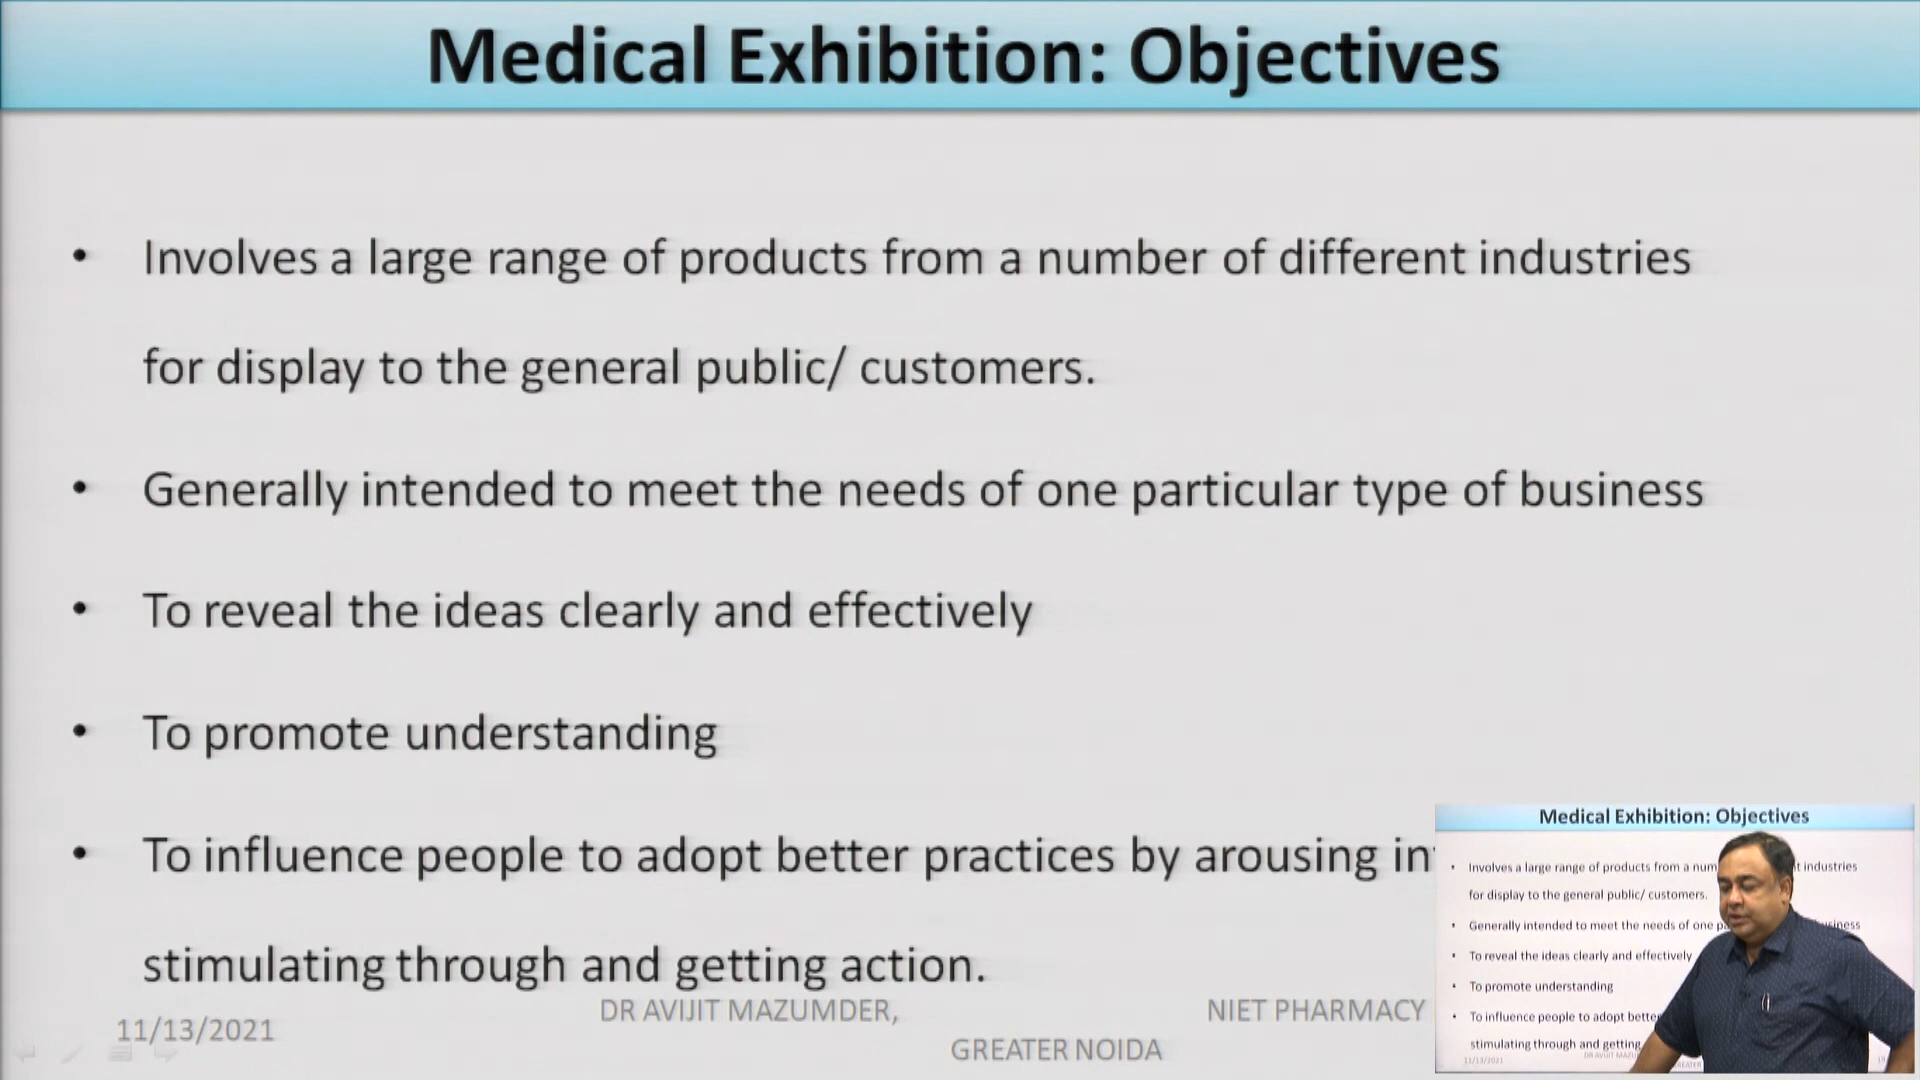 Medical Exhibition: Objectives
• Involves a large range of products from a number of different industries
for display to the general public/ customers.
• Generally intended to meet the needs of one particular type of business
• To reveal the ideas clearly and effectively
• To promote understanding
• To influence people to adopt better practices by arousing
stimulating through and getting action.
11/13/2021
DR AVIJIT MAZUMDER, NIET PHARMACY
GREATER NOIDA
Medical Exhibition: Objectives
• Involves a large range of products from a industries
for display to the general public/ customers.
• Generally intended to meet the needs of one
• To reveal the ideas clearly and effectively
• To promote understanding
• To influence people to adopt
stimulating through and getting
11/13/2021